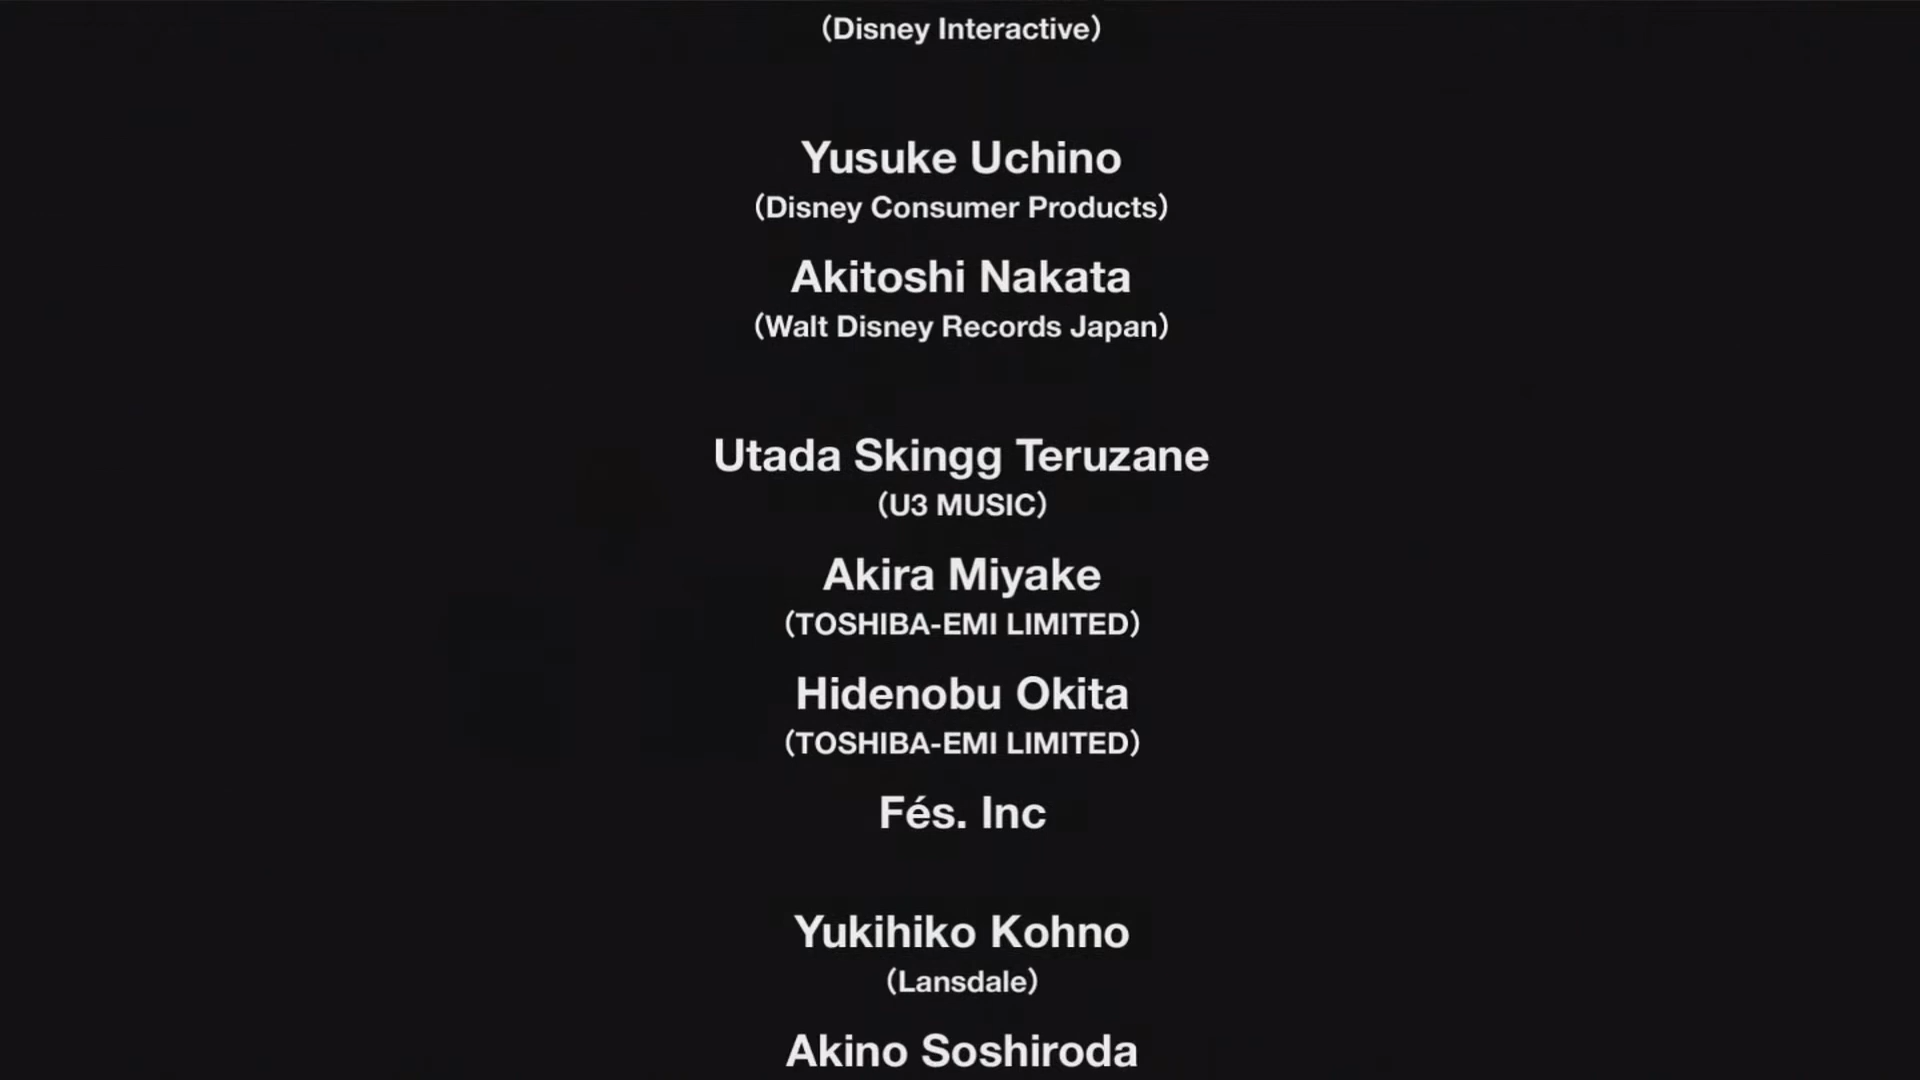 (Disney Interactive)
Yusuke Uchino
(Disney Consumer Products)
Akitoshi Nakata
(Walt Disney Records Japan)
Utada Skingg Teruzane
(U3 MUSIC)
Akira Miyake
(TOSHIBA-EMI LIMITED)
Hidenobu Okita
(TOSHIBA-EMI LIMITED)
Fés. Inc
Yukihiko Kohno
(Lansdale)
Akino Soshiroda